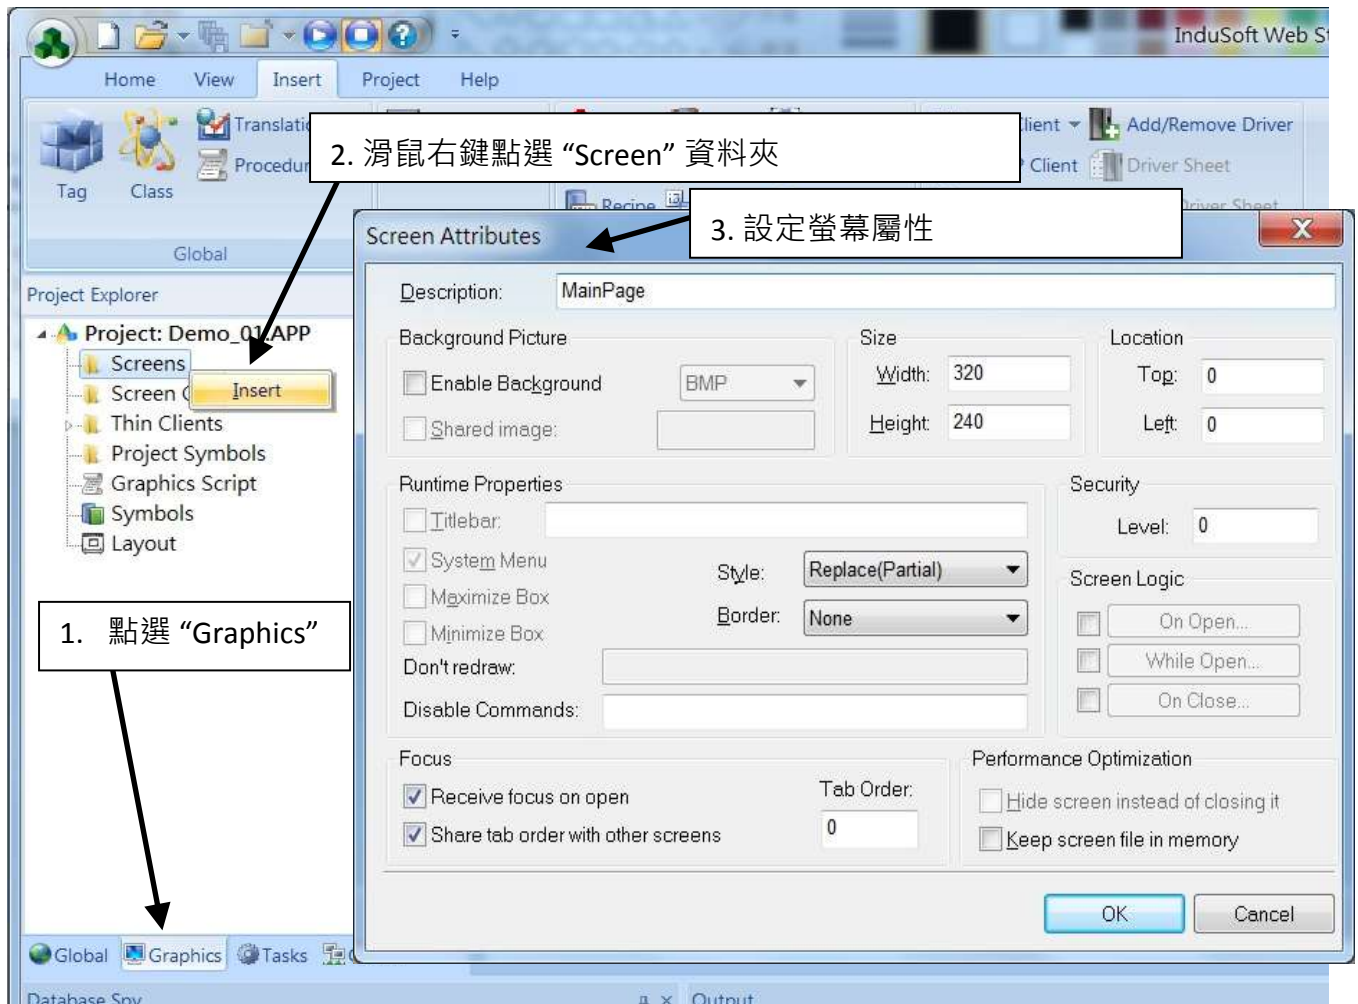 InduSoft Web St
Home View Insert Project Help
Tag
Class
Translatio
Procedur
Recipe
Client
Add/Remove Driver
Client
Driver Sheet
Driver Sheet
Global
2. 滑鼠右鍵點選 “Screen” 資料夾
3. 設定螢幕屬性
Project Explorer
Project: Demo_01.APP
Screens
Insert
Screen
Thin Clients
Project Symbols
Graphics Script
Symbols
Layout
1. 點選 “Graphics”
Global Graphics Tasks
Database Spy
Output
Screen Attributes
Description: MainPage
Background Picture
Enable Background BMP
Shared image:
Size
Width: 320
Height: 240
Location
Top: 0
Left: 0
Runtime Properties
Titlebar:
System Menu
Maximize Box
Minimize Box
Style: Replace(Partial)
Border: None
Don't redraw:
Disable Commands:
Security
Level: 0
Screen Logic
On Open...
While Open...
On Close...
Focus
Receive focus on open
Share tab order with other screens
Tab Order:
0
Performance Optimization
Hide screen instead of closing it
Keep screen file in memory
OK Cancel